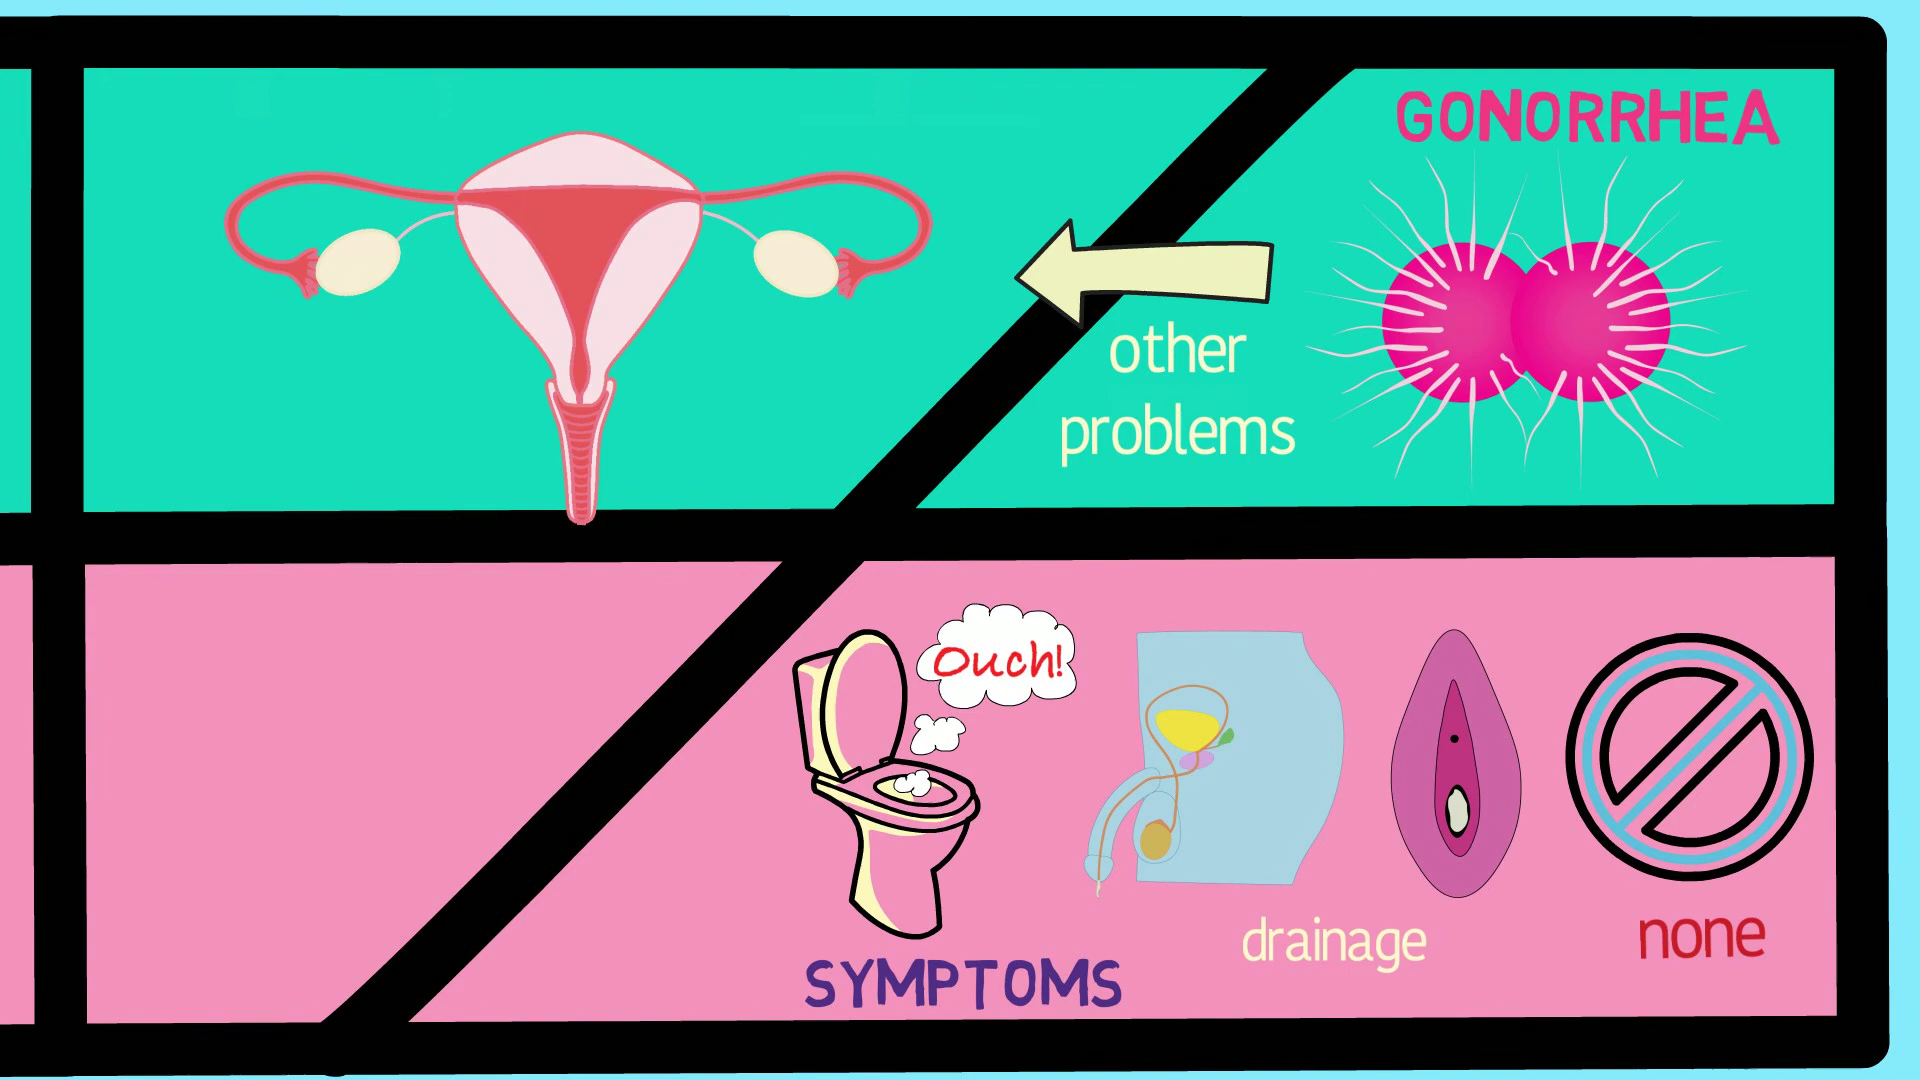 GONORRHEA
other
problems
Ouch!
drainage
none
SYMPTOMS